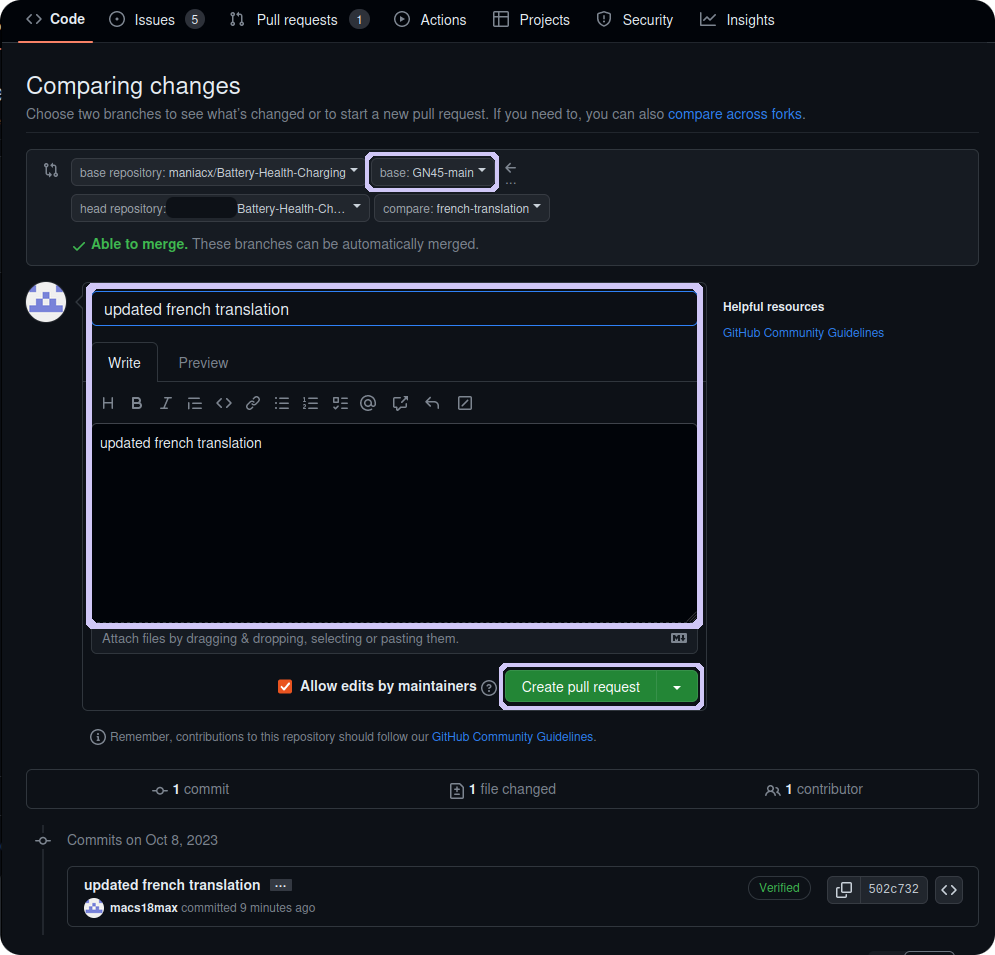 Code Issues 5 Pull requests 1 Actions Projects Security Insights
Comparing changes
Choose two branches to see what's changed or to start a new pull request. If you need to, you can also compare across forks.
base repository: maniacx/Battery-Health-Charging base: GN45-main
...
head repository: Battery-Health-Ch... compare: french-translation
Able to merge. These branches can be automatically merged.
updated french translation
Helpful resources
GitHub Community Guidelines
Write Preview
updated french translation
Attach files by dragging & dropping, selecting or pasting them.
Allow edits by maintainers
Create pull request
Remember, contributions to this repository should follow our GitHub Community Guidelines.
1 commit 1 file changed 1 contributor
Commits on Oct 8, 2023
updated french translation ...
Verified 502c732
macs18max committed 9 minutes ago